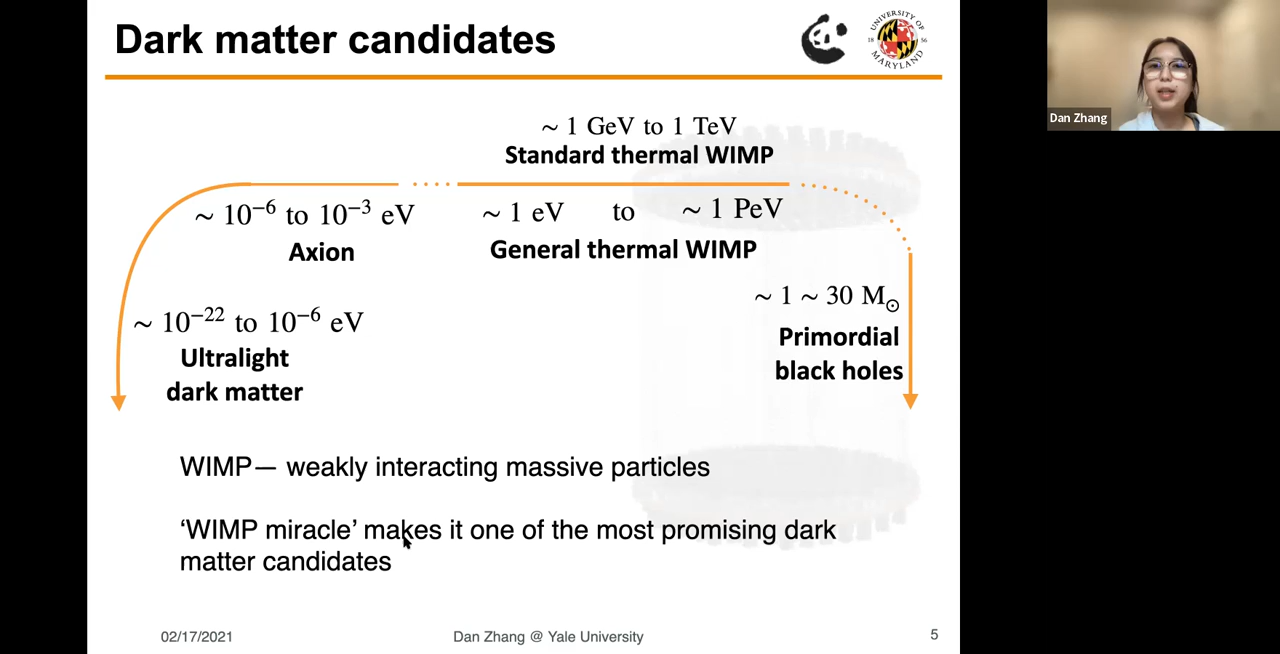 Dark matter candidates
UNIVERSITY OF
18 56
MARYLAND
Dan Zhang
~ 1 GeV to 1 TeV
Standard thermal WIMP
~ 10⁻⁶ to 10⁻³ eV
Axion
~ 1 eV to ~ 1 PeV
General thermal WIMP
~ 10⁻²² to 10⁻⁶ eV
Ultralight
dark matter
~ 1 ~ 30 M⊙
Primordial
black holes
WIMP— weakly interacting massive particles
‘WIMP miracle’ makes it one of the most promising dark
matter candidates
02/17/2021
Dan Zhang @ Yale University
5